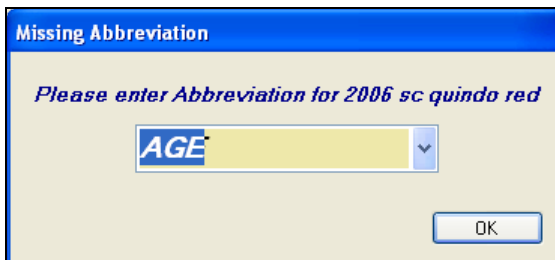 Missing Abbreviation
Please enter Abbreviation for 2006 sc quindo red
AGE
OK